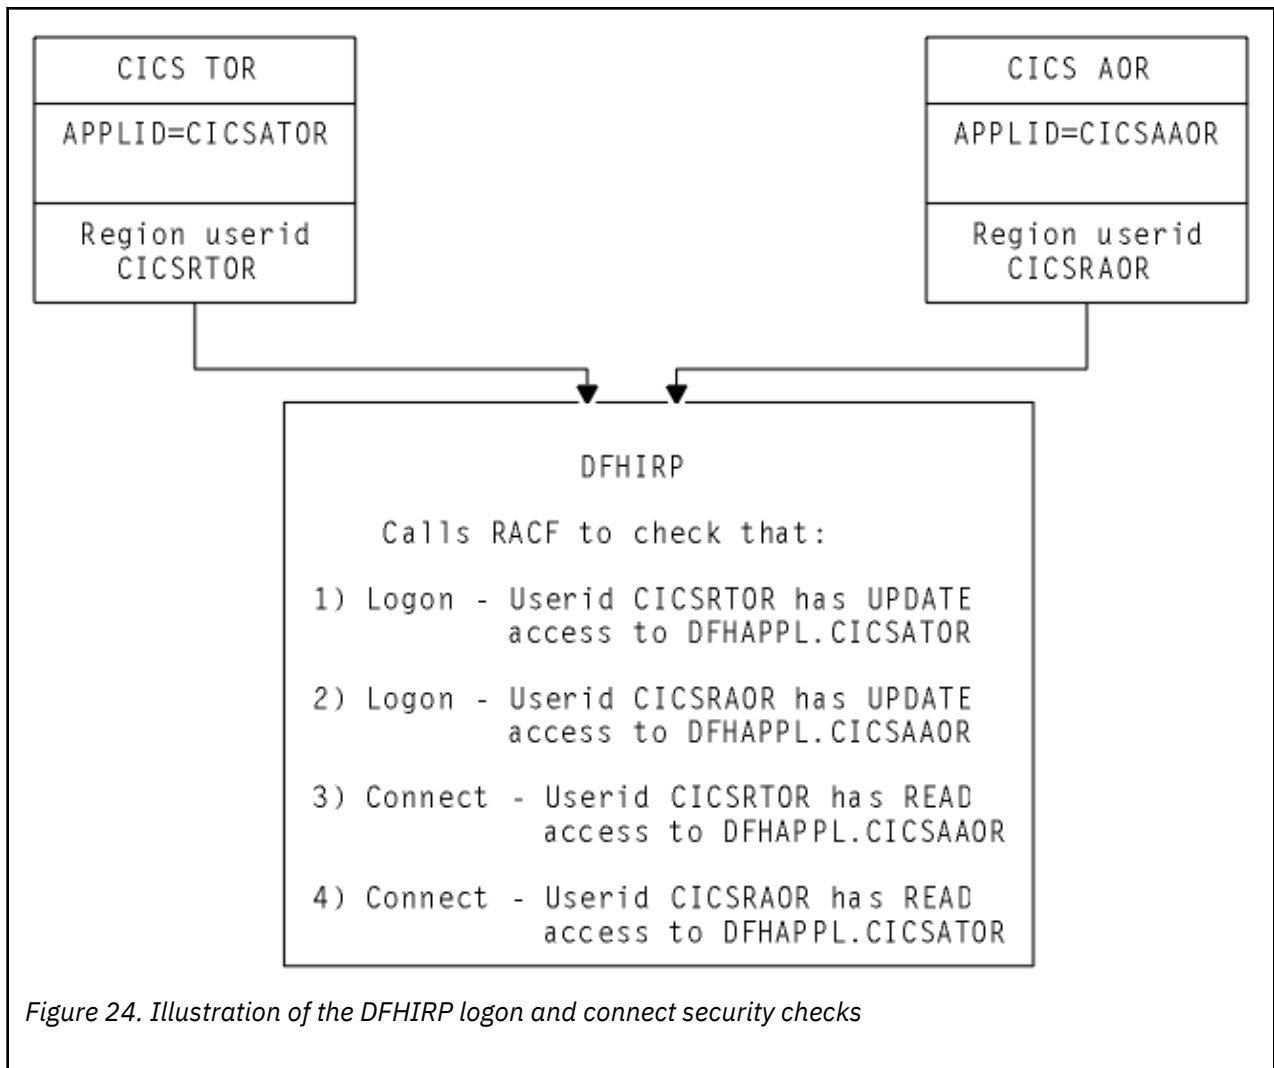 CICS TOR
APPLID=CICSATOR
Region userid
CICSRTOR
CICS AOR
APPLID=CICSAAOR
Region userid
CICSRAOR
DFHIRP
Calls RACF to check that:
1) Logon - Userid CICSRTOR has UPDATE
access to DFHAPPL.CICSATOR
2) Logon - Userid CICSRAOR has UPDATE
access to DFHAPPL.CICSAAOR
3) Connect - Userid CICSRTOR has READ
access to DFHAPPL.CICSAAOR
4) Connect - Userid CICSRAOR has READ
access to DFHAPPL.CICSATOR
Figure 24. Illustration of the DFHIRP logon and connect security checks